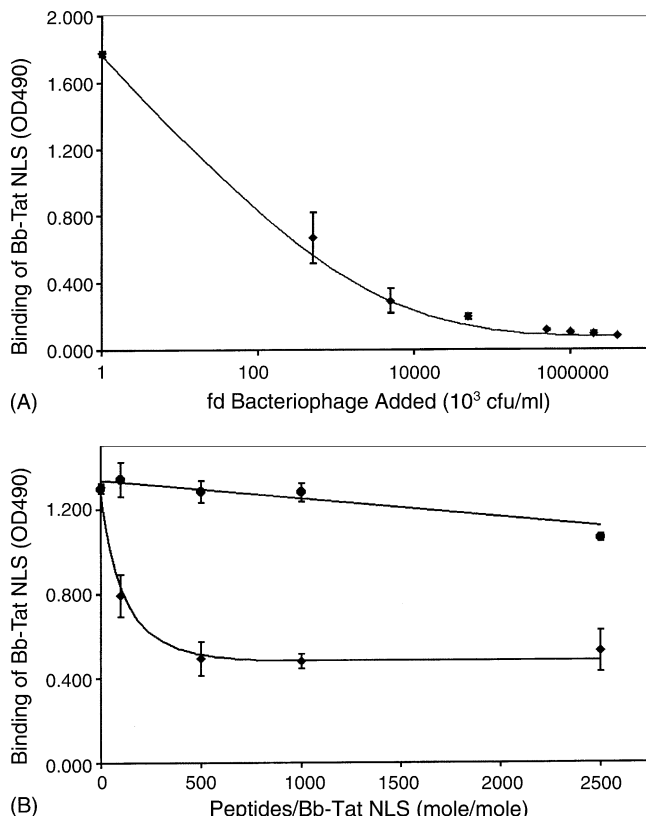 2.000
1.600
1.200
0.800
0.400
0.000
Binding of Bb-Tat NLS (OD490)
1 100 10000 1000000
(A) fd Bacteriophage Added (10³ cfu/ml)
1.200
0.800
0.400
0.000
Binding of Bb-Tat NLS (OD490)
0 500 1000 1500 2000 2500
(B) Peptides/Bb-Tat NLS (mole/mole)